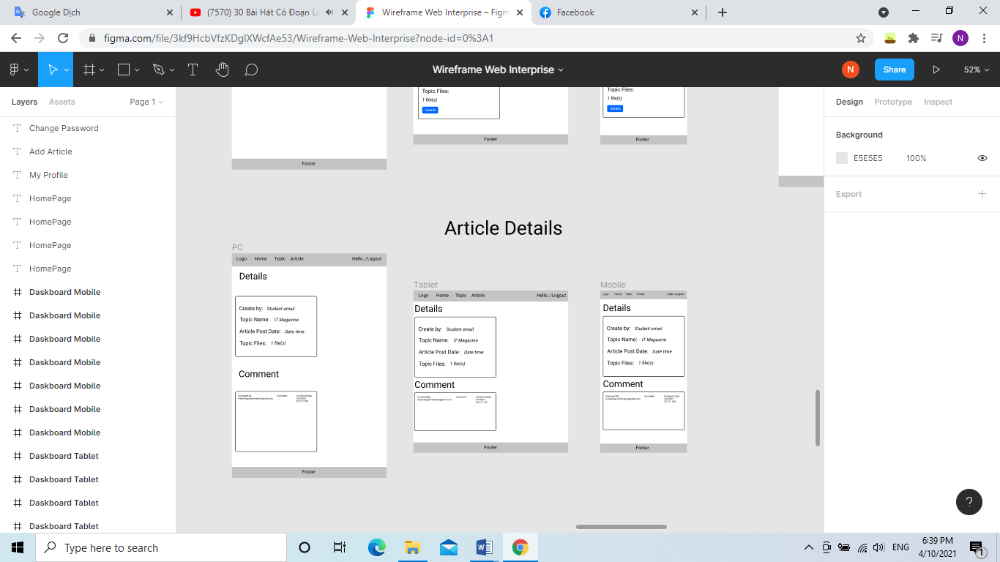 Google Dịch
(7570) 30 Bài Hát Có Đoạn Lu
Wireframe Web Interprise – Figm
Facebook
figma.com/file/3kf9HcbVfzKDglXWcfAe53/Wireframe-Web-Interprise?node-id=0%3A1
N
Wireframe Web Interprise
N
Share
52%
Layers
Assets
Page 1
Change Password
Add Article
My Profile
HomePage
HomePage
HomePage
HomePage
Daskboard Mobile
Daskboard Mobile
Daskboard Mobile
Daskboard Mobile
Daskboard Mobile
Daskboard Mobile
Daskboard Mobile
Daskboard Tablet
Daskboard Tablet
Daskboard Tablet
Daskboard Tablet
Footer
Topic Files:
1 file(s)
Details
Footer
Topic Files:
1 file(s)
Details
Footer
Article Details
PC
Logo Home Topic Article Hello../Logout
Details
Create by: Student email
Topic Name: IT Magazine
Article Post Date: Date time
Topic Files: 1 file(s)
Comment
Comment By: Comment: Comment Date:
Footer
Tablet
Logo Home Topic Article Hello../Logout
Details
Create by: Student email
Topic Name: IT Magazine
Article Post Date: Date time
Topic Files: 1 file(s)
Comment
Comment By: Comment: Comment Date:
Footer
Mobile
Logo Home Topic Article Hello../Logout
Details
Create by: Student email
Topic Name: IT Magazine
Article Post Date: Date time
Topic Files: 1 file(s)
Comment
Comment By: Comment: Comment Date:
Footer
Design
Prototype
Inspect
Background
E5E5E5
100%
Export
?
Type here to search
ENG
6:39 PM
4/10/2021
1